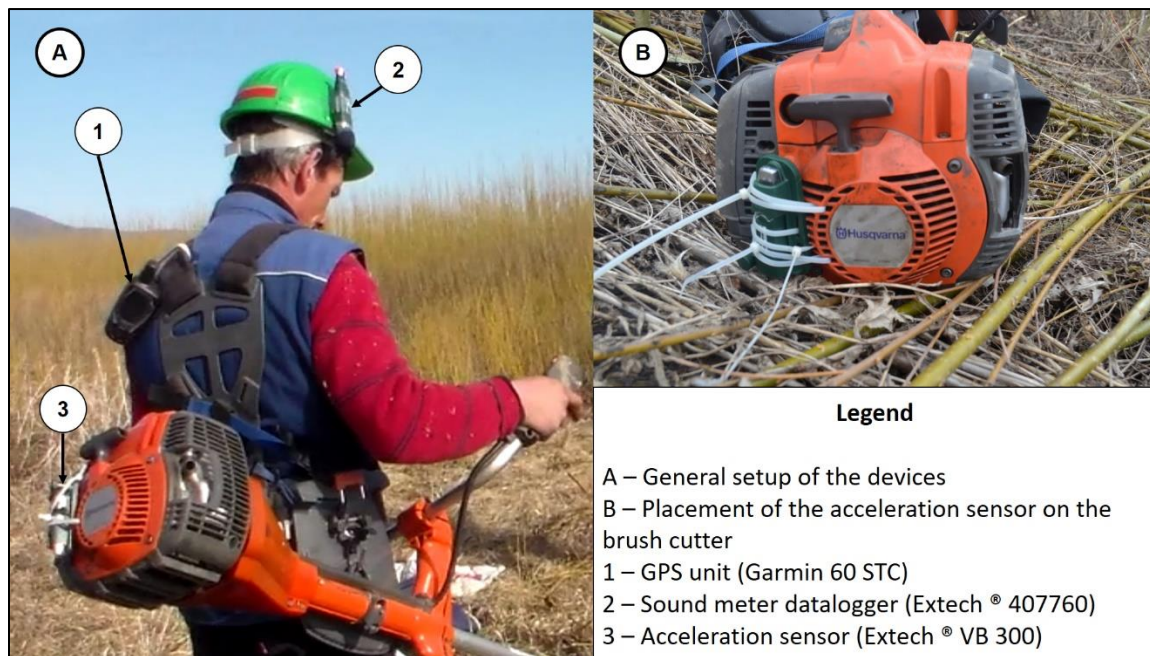 A
1
2
3
B
Husqvarna
Legend
A – General setup of the devices
B – Placement of the acceleration sensor on the
brush cutter
1 – GPS unit (Garmin 60 STC)
2 – Sound meter datalogger (Extech ® 407760)
3 – Acceleration sensor (Extech ® VB 300)